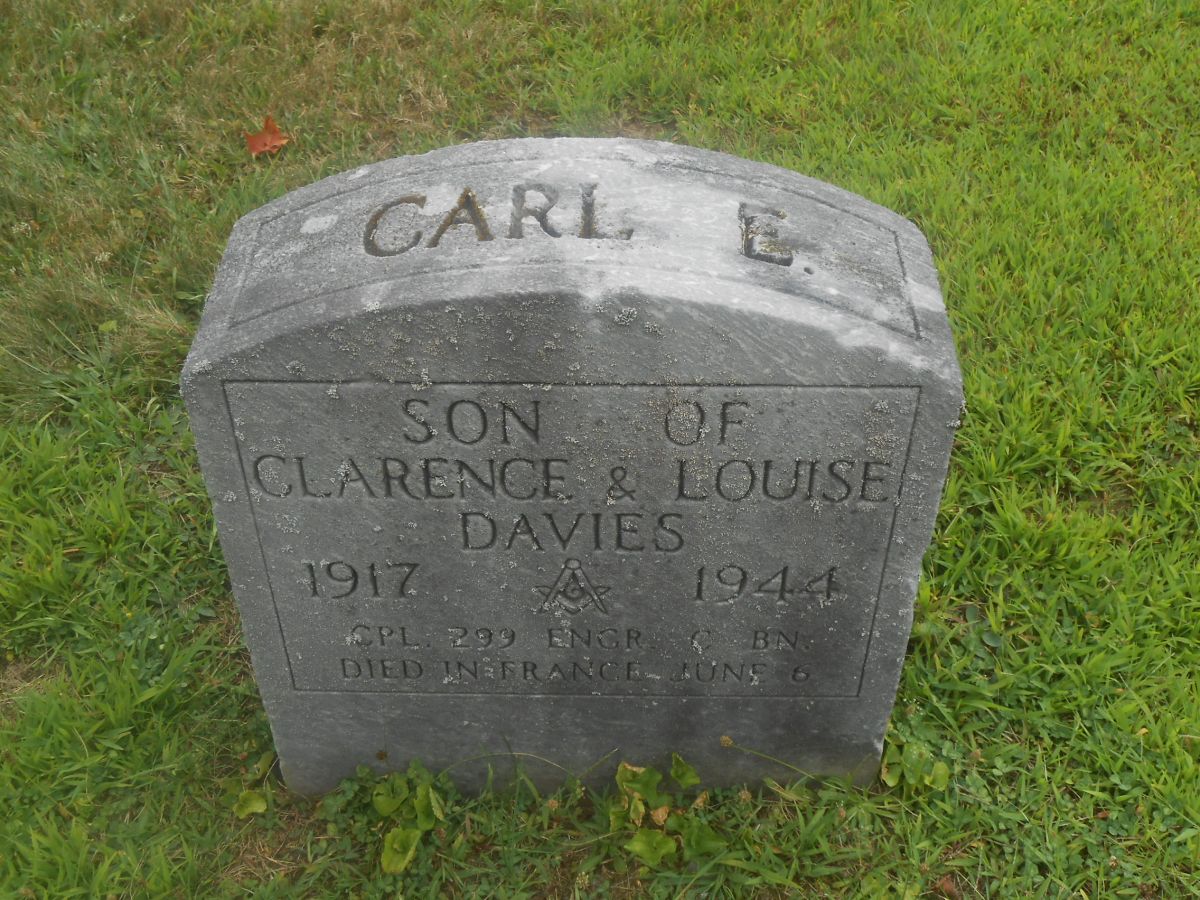 CARL E.
SON OF
CLARENCE & LOUISE
DAVIES
1917 1944
CPL. 299 ENGR. C BN.
DIED IN FRANCE JUNE 6